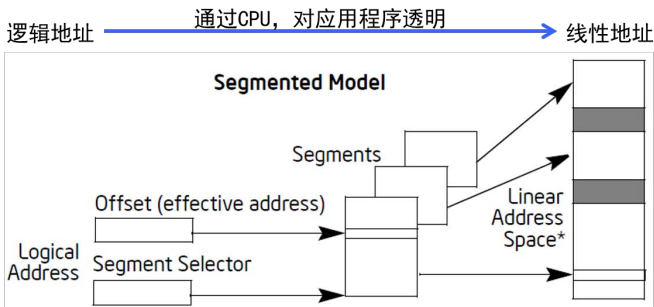 逻辑地址
通过CPU，对应用程序透明
线性地址
Segmented Model
Segments
Offset (effective address)
Linear
Address
Space*
Logical
Address
Segment Selector